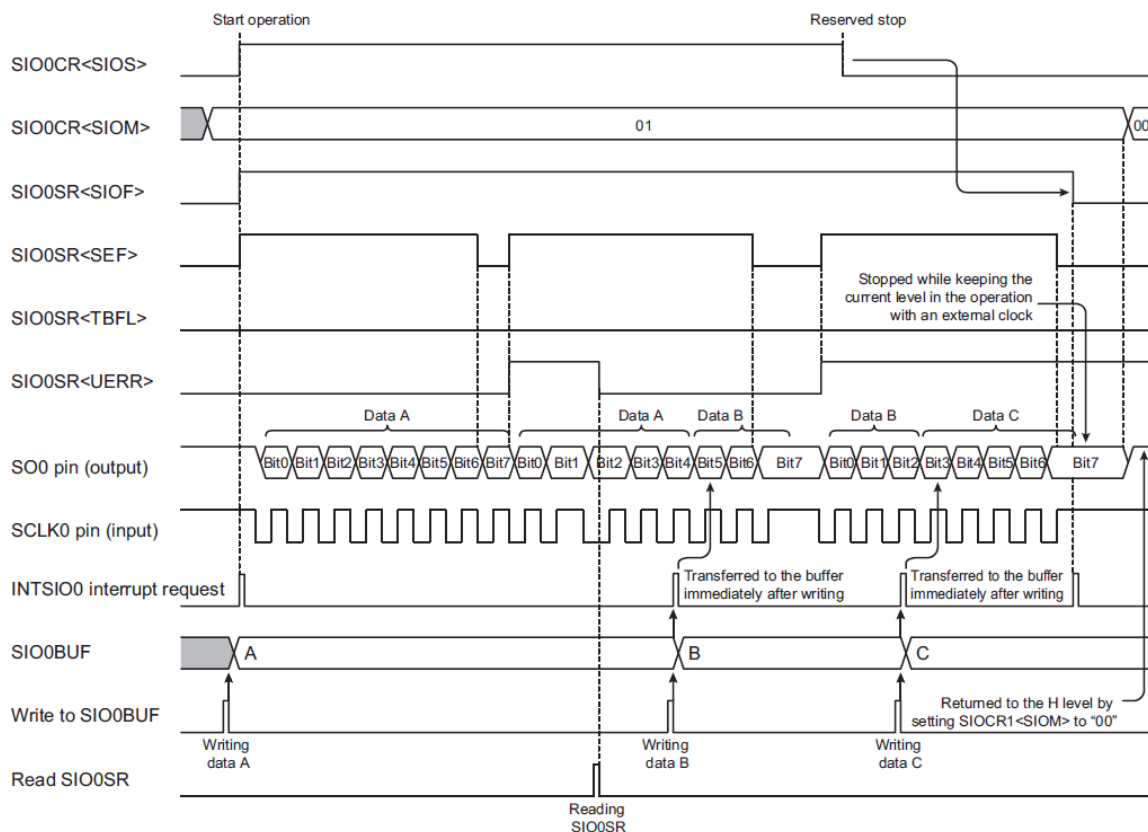 Start operation
Reserved stop
SIO0CR<SIOS>
SIO0CR<SIOM>
01
00
SIO0SR<SIOF>
SIO0SR<SEF>
Stopped while keeping the
current level in the operation
with an external clock
SIO0SR<TBFL>
SIO0SR<UERR>
Data A
Data A
Data B
Data B
Data C
SO0 pin (output)
Bit0 Bit1 Bit2 Bit3 Bit4 Bit5 Bit6 Bit7 Bit0 Bit1 Bit2 Bit3 Bit4 Bit5 Bit6 Bit7 Bit0 Bit1 Bit2 Bit3 Bit4 Bit5 Bit6 Bit7
SCLK0 pin (input)
INTSIO0 interrupt request
Transferred to the buffer
immediately after writing
Transferred to the buffer
immediately after writing
SIO0BUF
A
B
C
Write to SIO0BUF
Returned to the H level by
setting SIOCR1<SIOM> to “00”
Writing
data A
Writing
data B
Writing
data C
Read SIO0SR
Reading
SIO0SR